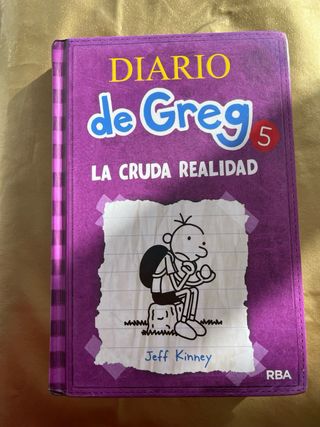 DIARIO
de Greg 5
LA CRUDA REALIDAD
Jeff Kinney
RBA